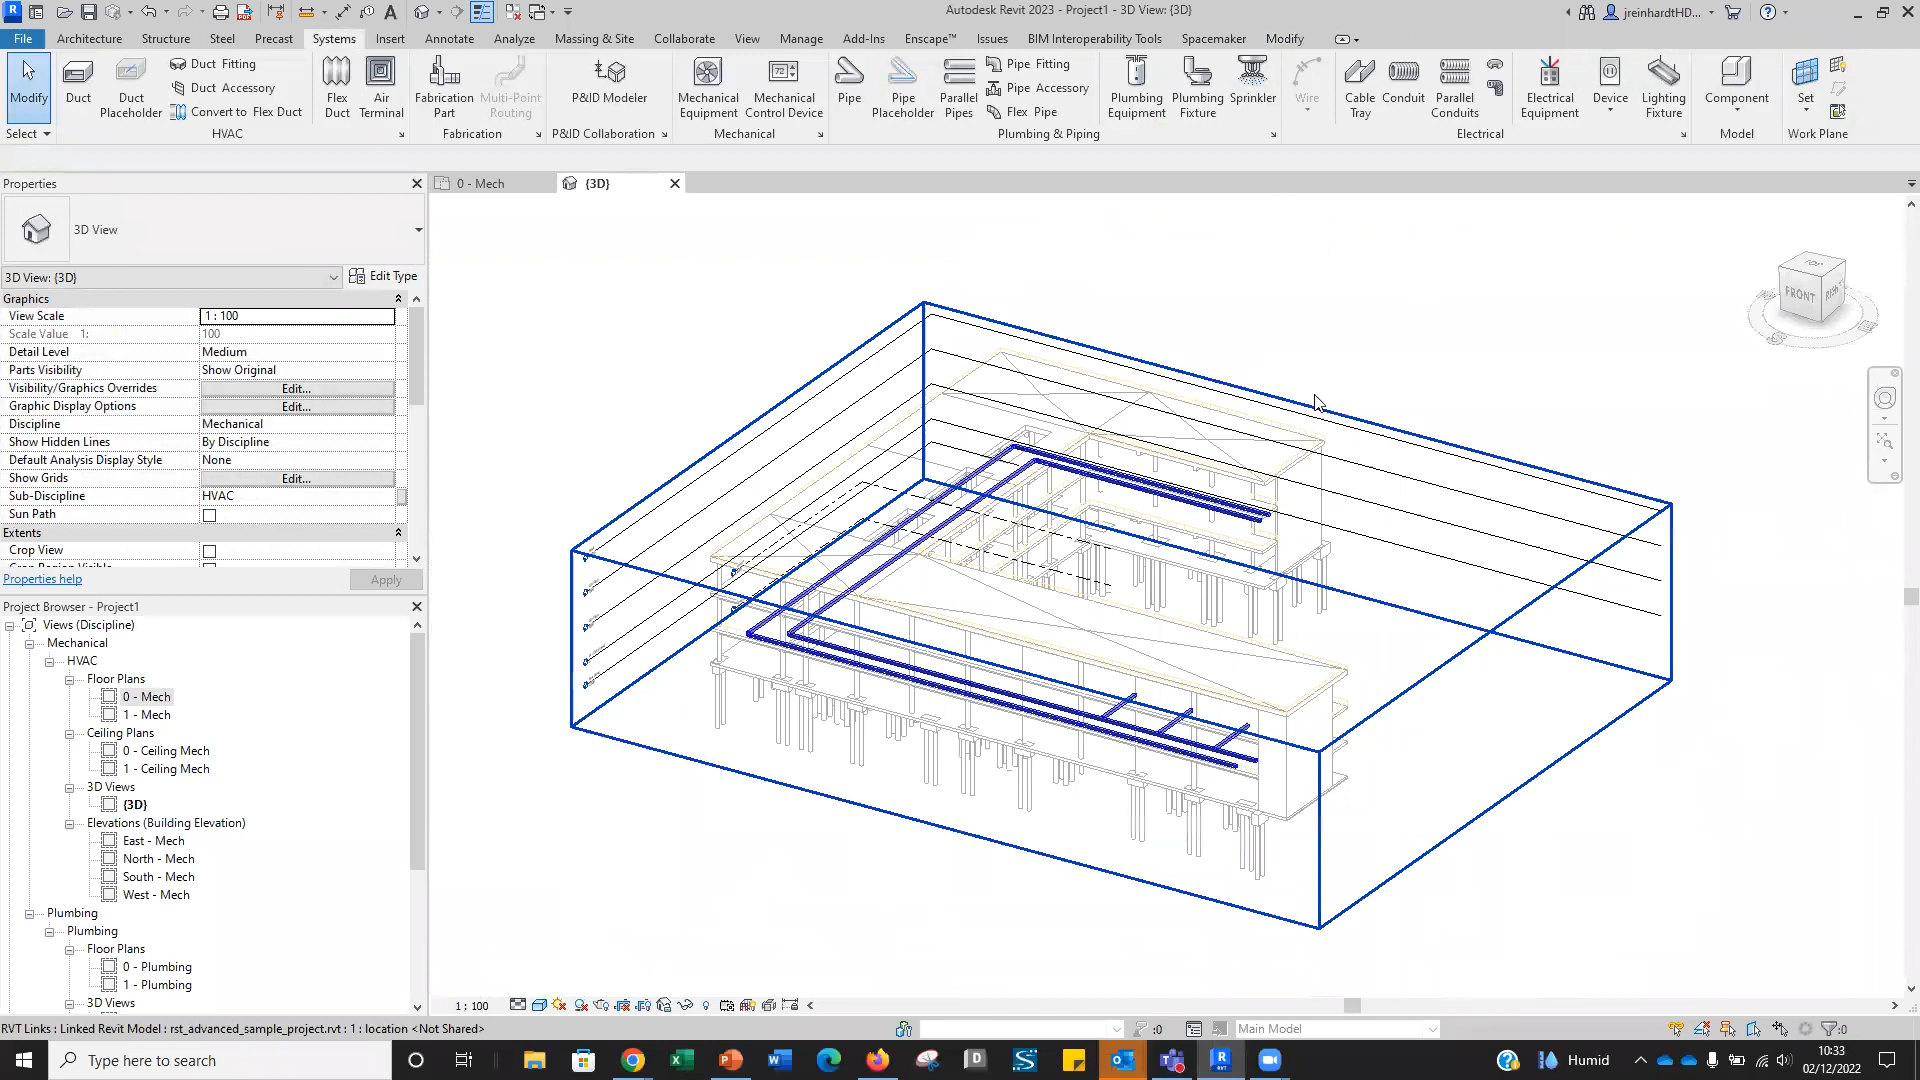 Autodesk Revit 2023 - Project1 - 3D View: {3D}
jreinhardtHD...
File Architecture Structure Steel Precast Systems Insert Annotate Analyze Massing & Site Collaborate View Manage Add-Ins Enscape™ Issues BIM Interoperability Tools Spacemaker Modify
Modify
Select
Duct
Duct Placeholder
Duct Fitting
Duct Accessory
Convert to Flex Duct
Flex Duct
Air Terminal
HVAC
Fabrication Part
Multi-Point Routing
Fabrication
P&ID Modeler
P&ID Collaboration
Mechanical Equipment
Mechanical Control Device
Mechanical
Pipe
Pipe Placeholder
Parallel Pipes
Pipe Fitting
Pipe Accessory
Flex Pipe
Plumbing Equipment
Plumbing Fixture
Sprinkler
Plumbing & Piping
Wire
Cable Tray
Conduit
Parallel Conduits
Electrical Equipment
Device
Lighting Fixture
Electrical
Component
Model
Set
Work Plane
Properties
0 - Mech
{3D}
3D View
3D View: {3D}
Edit Type
Graphics
View Scale 1 : 100
Scale Value 1: 100
Detail Level Medium
Parts Visibility Show Original
Visibility/Graphics Overrides Edit...
Graphic Display Options Edit...
Discipline Mechanical
Show Hidden Lines By Discipline
Default Analysis Display Style None
Show Grids Edit...
Sub-Discipline HVAC
Sun Path
Extents
Crop View
Properties help
Apply
Project Browser - Project1
Views (Discipline)
Mechanical
HVAC
Floor Plans
0 - Mech
1 - Mech
Ceiling Plans
0 - Ceiling Mech
1 - Ceiling Mech
3D Views
{3D}
Elevations (Building Elevation)
East - Mech
North - Mech
South - Mech
West - Mech
Plumbing
Plumbing
Floor Plans
0 - Plumbing
1 - Plumbing
3D Views
TOP
FRONT
RIGHT
1 : 100
RVT Links : Linked Revit Model : rst_advanced_sample_project.rvt : 1 : location <Not Shared>
:0
Main Model
:0
Type here to search
Humid
10:33
02/12/2022